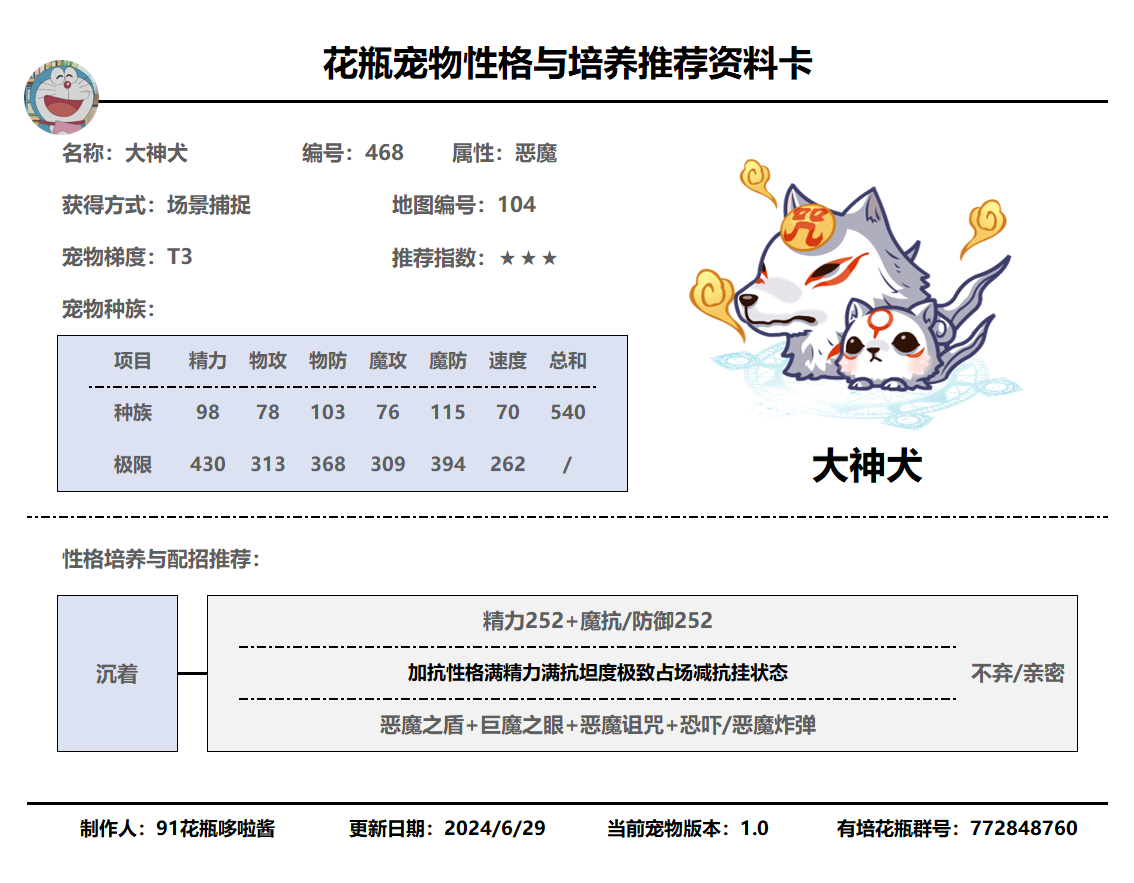 花瓶宠物性格与培养推荐资料卡
名称：大神犬 编号：468 属性：恶魔
获得方式：场景捕捉 地图编号：104
宠物梯度：T3 推荐指数：★★★
宠物种族：
项目 精力 物攻 物防 魔攻 魔防 速度 总和
种族 98 78 103 76 115 70 540
极限 430 313 368 309 394 262 /
咒
大神犬
性格培养与配招推荐：
精力252+魔抗/防御252
沉着 加抗性格满精力满抗坦度极致占场减抗挂状态 不弃/亲密
恶魔之盾+巨魔之眼+恶魔诅咒+恐吓/恶魔炸弹
制作人：91花瓶哆啦酱 更新日期：2024/6/29 当前宠物版本：1.0 有培花瓶群号：772848760